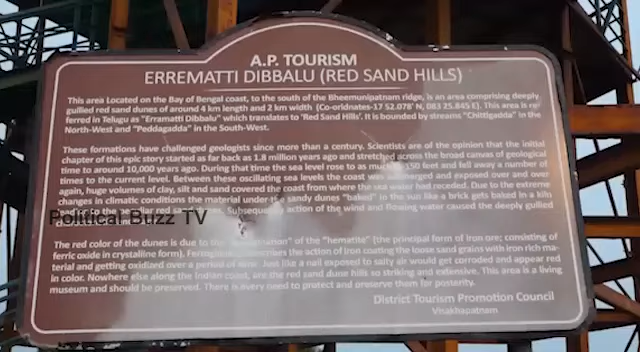 A.P. TOURISM
ERREMATTI DIBBALU (RED SAND HILLS)
This area Located on the Bay of Bengal coast, to the south of the Bheemunipatnam ridge, is an area comprising deeply
gullied red sand dunes of around 4 km length and 2 km width (Co-oridnates-17 52.078' N, 083 25.845 E). This area is re-
ferred in Telugu as "Erramatti Dibbalu" which translates to 'Red Sand Hills'. It is bounded by streams "Chittigadda" in the
North-West and "Peddagadda" in the South-West.
These formations have challenged geologists since more than a century. Scientists are of the opinion that the initial
chapter of this epic story started as far back as 1.8 million years ago and stretched across the broad canvas of geological
time to around 10,000 years ago. During that time the sea level rose to as much 150 feet and fell away a number of
times to the current level. Between these oscillating sea levels the coast was submerged and exposed over and over
again, huge volumes of clay, silt and sand covered the coast from where the sea water had receded. Due to the extreme
changes in climatic conditions the material under the sandy dunes "baked" in the sun like a brick gets baked in a kiln
the peculiar red sand Subsequent action of the wind and flowing water caused the deeply gullied
Political Buzz TV
The red color of the dunes is due to the of the "hematite" (the principal form of iron ore; consisting of
ferric oxide in crystalline form). describes the action of iron coating the loose sand grains with iron rich ma-
terial and getting oxidized over a period of time. Just like a nail exposed to salty air would get corroded and appear red
in color. Nowhere else along the Indian coast, are the red sand dune hills so striking and extensive. This area is a living
museum and should be preserved. There is every need to protect and preserve them for posterity.
District Tourism Promotion Council
Visakhapatnam